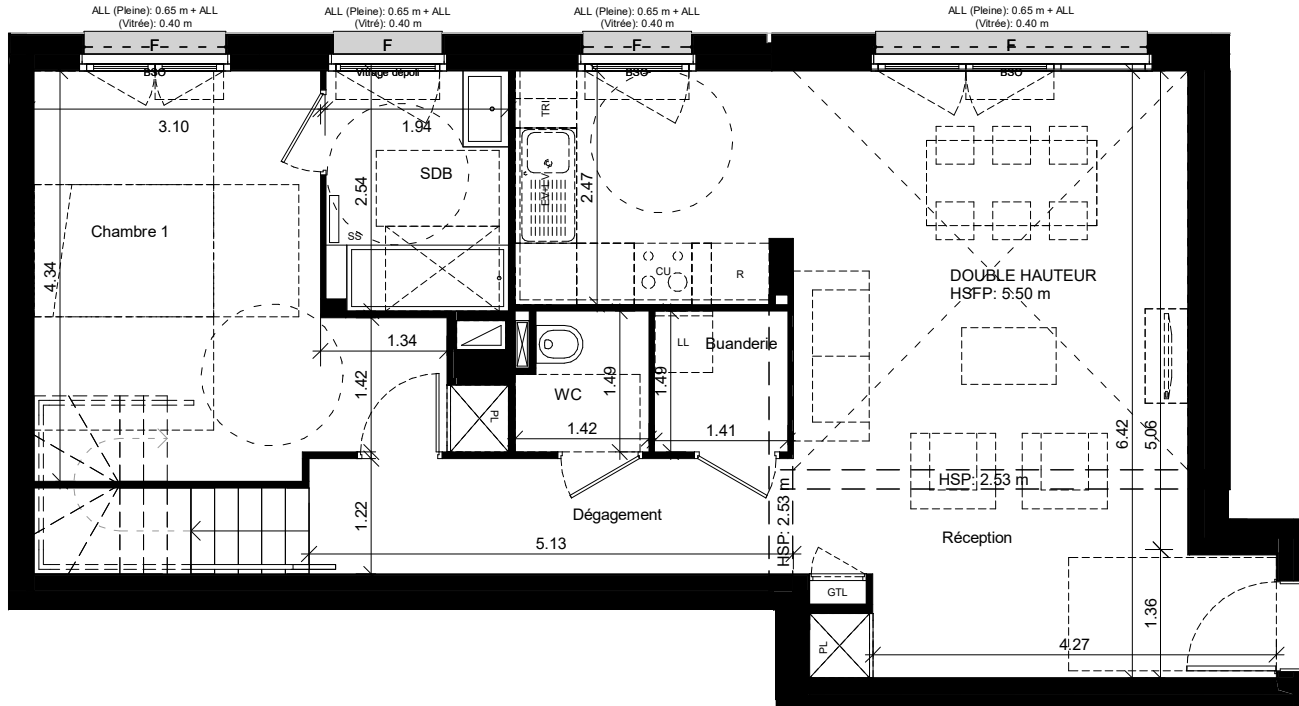 ALL (Pleine): 0.65 m + ALL
(Vitrée): 0.40 m
ALL (Pleine): 0.65 m + ALL
(Vitrée): 0.40 m
ALL (Pleine): 0.65 m + ALL
(Vitrée): 0.40 m
ALL (Pleine): 0.65 m + ALL
(Vitrée): 0.40 m
F
F
F
F
BSO
Vitrage dépoli
BSO
BSO
3.10
1.94
TRI
2.54
SDB
EV+LV
2.47
Chambre 1
SS
4.34
CU
R
DOUBLE HAUTEUR
HSFP: 5.50 m
1.34
LL
Buanderie
1.42
WC
1.49
1.49
PL
1.42
1.41
6.42
5.06
HSP: 2.53 m
HSP: 2.53 m
1.22
Dégagement
Réception
5.13
GTL
1.36
PL
4.27